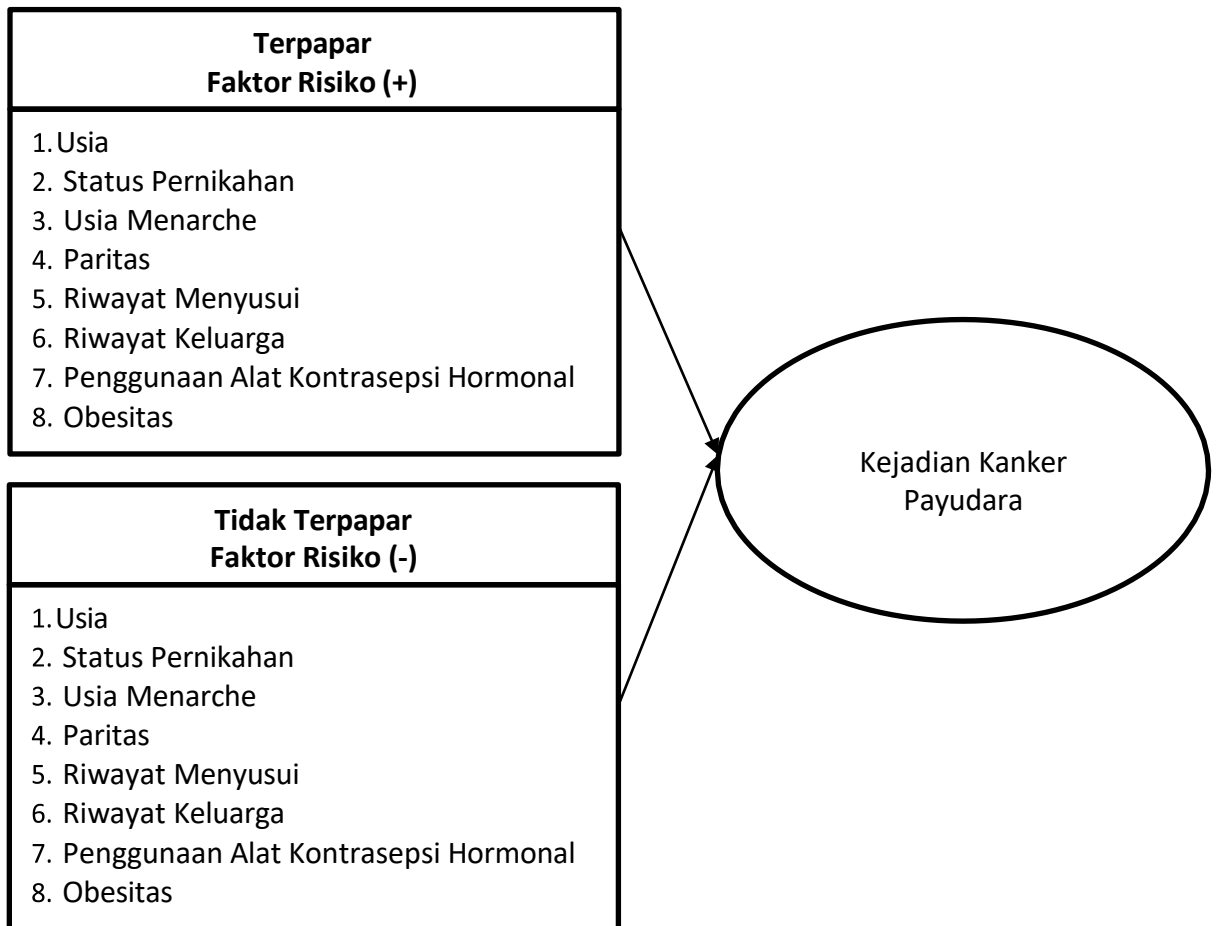 Terpapar
Faktor Risiko (+)
1. Usia
2. Status Pernikahan
3. Usia Menarche
4. Paritas
5. Riwayat Menyusui
6. Riwayat Keluarga
7. Penggunaan Alat Kontrasepsi Hormonal
8. Obesitas
Kejadian Kanker
Payudara
Tidak Terpapar
Faktor Risiko (-)
1. Usia
2. Status Pernikahan
3. Usia Menarche
4. Paritas
5. Riwayat Menyusui
6. Riwayat Keluarga
7. Penggunaan Alat Kontrasepsi Hormonal
8. Obesitas